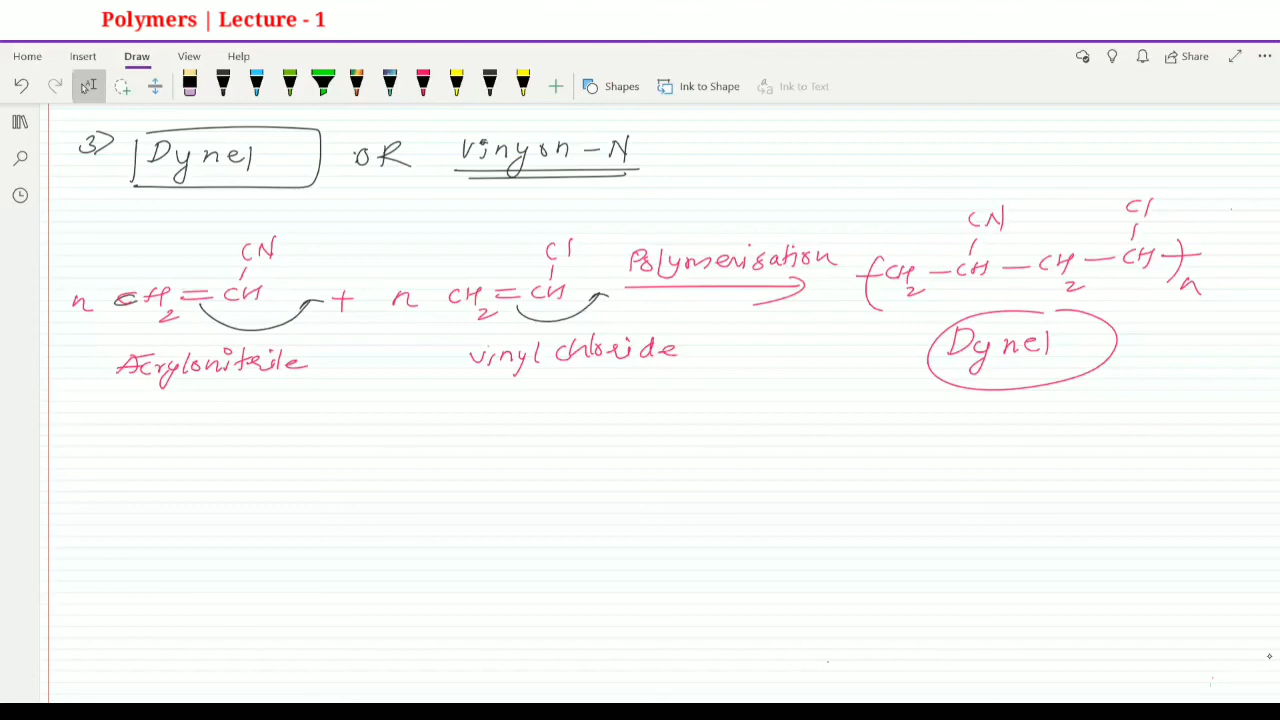 Polymers | Lecture - 1
Home Insert Draw View Help Share
Shapes Ink to Shape Ink to Text
3) Dynel OR Vinyon - N
CN Cl CN Cl
n CH2 = CH + n CH2 = CH Polymerisation ( CH2 - CH - CH2 - CH )n
Acrylonitrile Vinyl chloride Dynel